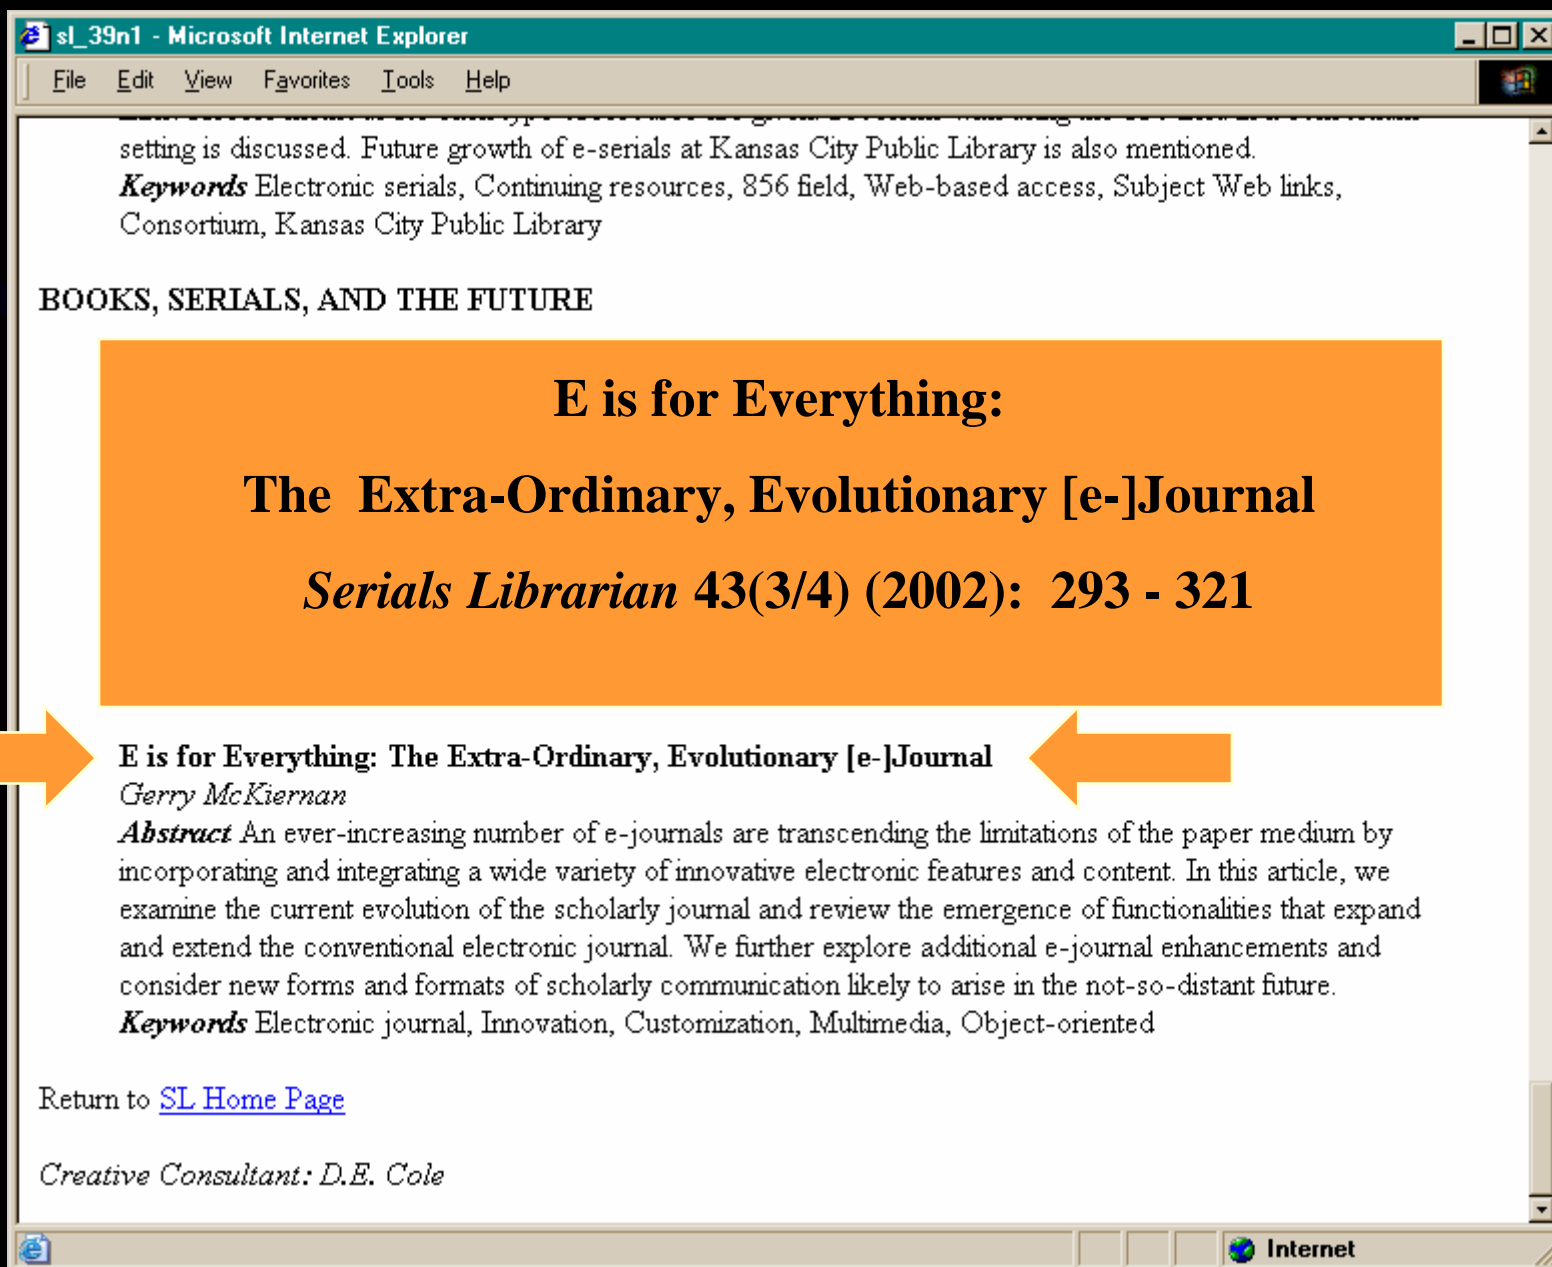 sl_39n1 - Microsoft Internet Explorer
File Edit View Favorites Tools Help
setting is discussed. Future growth of e-serials at Kansas City Public Library is also mentioned.
Keywords Electronic serials, Continuing resources, 856 field, Web-based access, Subject Web links,
Consortium, Kansas City Public Library
BOOKS, SERIALS, AND THE FUTURE
E is for Everything:
The Extra-Ordinary, Evolutionary [e-]Journal
Serials Librarian 43(3/4) (2002): 293 - 321
E is for Everything: The Extra-Ordinary, Evolutionary [e-]Journal
Gerry McKiernan
Abstract An ever-increasing number of e-journals are transcending the limitations of the paper medium by
incorporating and integrating a wide variety of innovative electronic features and content. In this article, we
examine the current evolution of the scholarly journal and review the emergence of functionalities that expand
and extend the conventional electronic journal. We further explore additional e-journal enhancements and
consider new forms and formats of scholarly communication likely to arise in the not-so-distant future.
Keywords Electronic journal, Innovation, Customization, Multimedia, Object-oriented
Return to SL Home Page
Creative Consultant: D.E. Cole
Internet